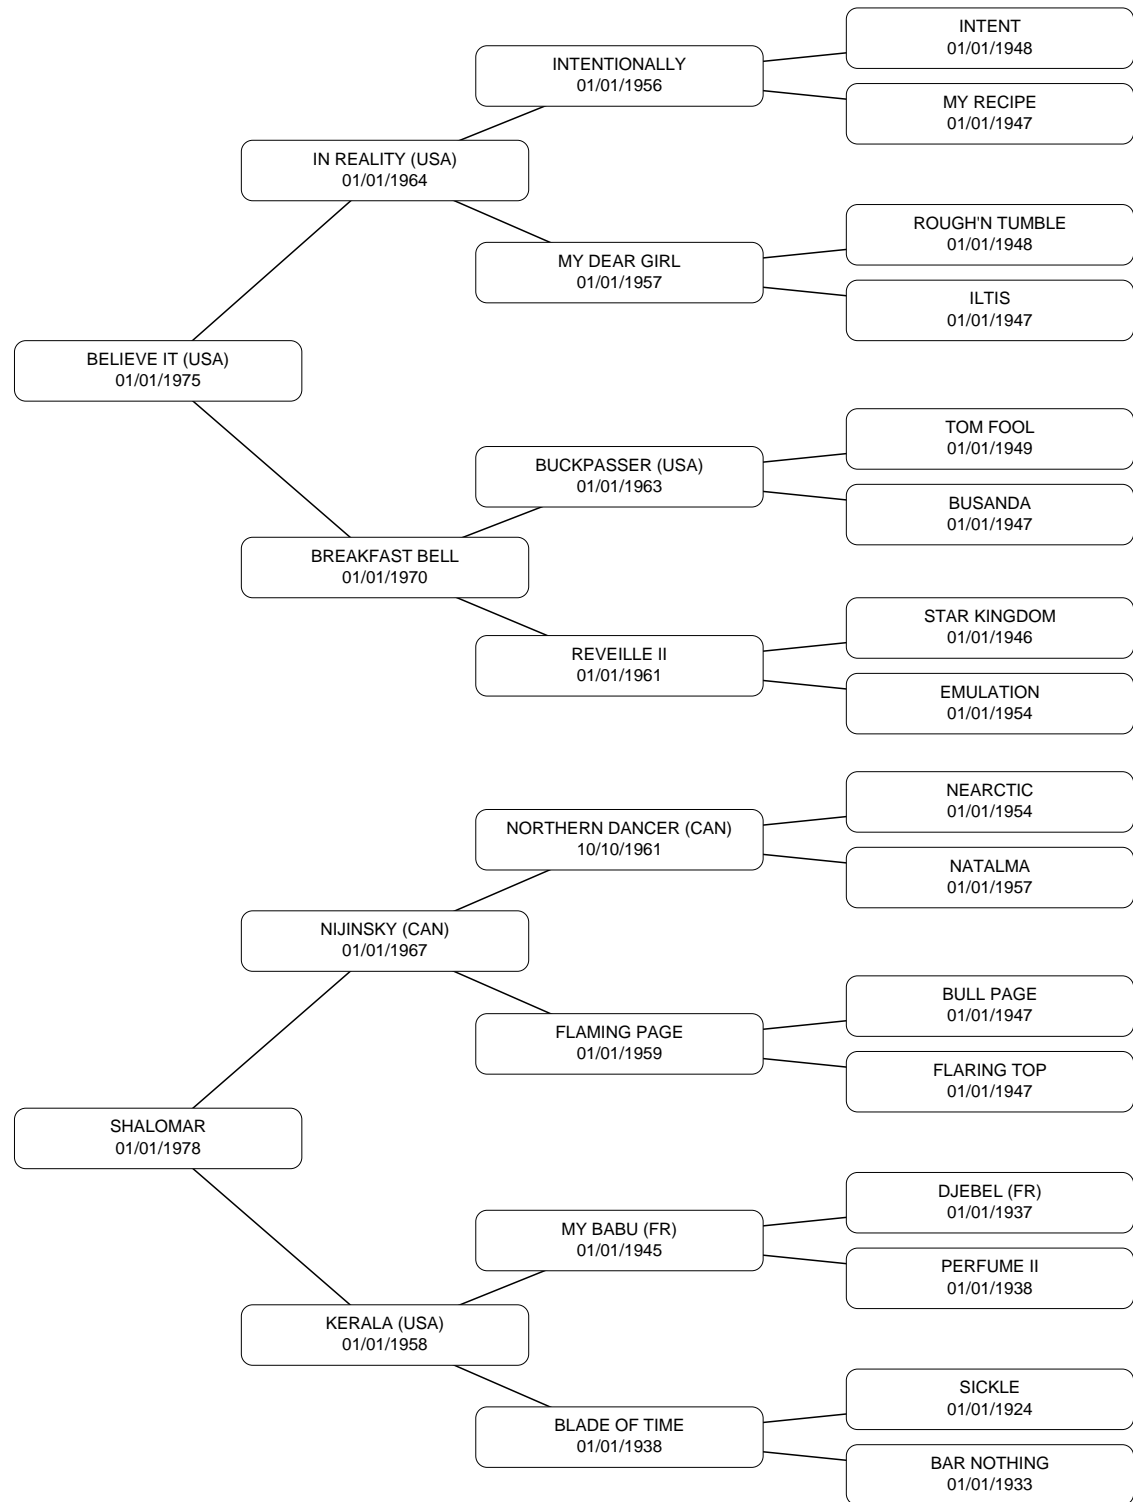 INTENT
01/01/1948
INTENTIONALLY
01/01/1956
MY RECIPE
01/01/1947
IN REALITY (USA)
01/01/1964
ROUGH'N TUMBLE
01/01/1948
MY DEAR GIRL
01/01/1957
ILTIS
01/01/1947
BELIEVE IT (USA)
01/01/1975
TOM FOOL
01/01/1949
BUCKPASSER (USA)
01/01/1963
BUSANDA
01/01/1947
BREAKFAST BELL
01/01/1970
STAR KINGDOM
01/01/1946
REVEILLE II
01/01/1961
EMULATION
01/01/1954
NEARCTIC
01/01/1954
NORTHERN DANCER (CAN)
10/10/1961
NATALMA
01/01/1957
NIJINSKY (CAN)
01/01/1967
BULL PAGE
01/01/1947
FLAMING PAGE
01/01/1959
FLARING TOP
01/01/1947
SHALOMAR
01/01/1978
DJEBEL (FR)
01/01/1937
MY BABU (FR)
01/01/1945
PERFUME II
01/01/1938
KERALA (USA)
01/01/1958
SICKLE
01/01/1924
BLADE OF TIME
01/01/1938
BAR NOTHING
01/01/1933